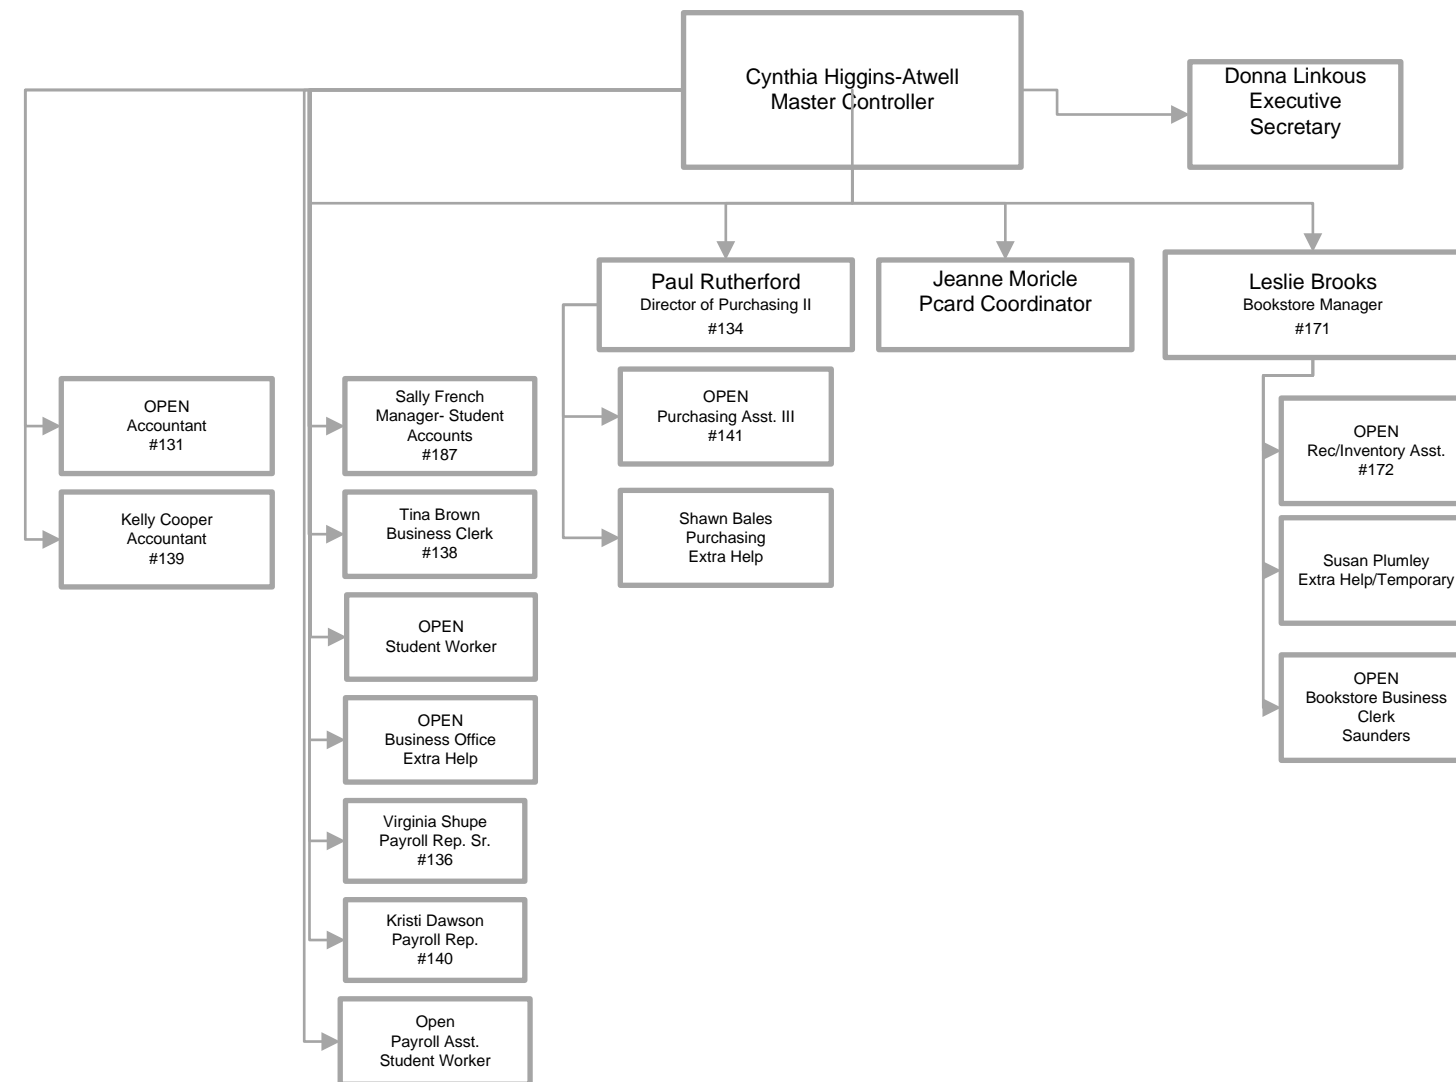 Cynthia Higgins-Atwell
Master Controller
Donna Linkous
Executive
Secretary
Paul Rutherford
Director of Purchasing II
#134
Jeanne Moricle
Pcard Coordinator
Leslie Brooks
Bookstore Manager
#171
OPEN
Accountant
#131
Kelly Cooper
Accountant
#139
Sally French
Manager- Student
Accounts
#187
Tina Brown
Business Clerk
#138
OPEN
Student Worker
OPEN
Business Office
Extra Help
Virginia Shupe
Payroll Rep. Sr.
#136
Kristi Dawson
Payroll Rep.
#140
Open
Payroll Asst.
Student Worker
OPEN
Purchasing Asst. III
#141
Shawn Bales
Purchasing
Extra Help
OPEN
Rec/Inventory Asst.
#172
Susan Plumley
Extra Help/Temporary
OPEN
Bookstore Business
Clerk
Saunders